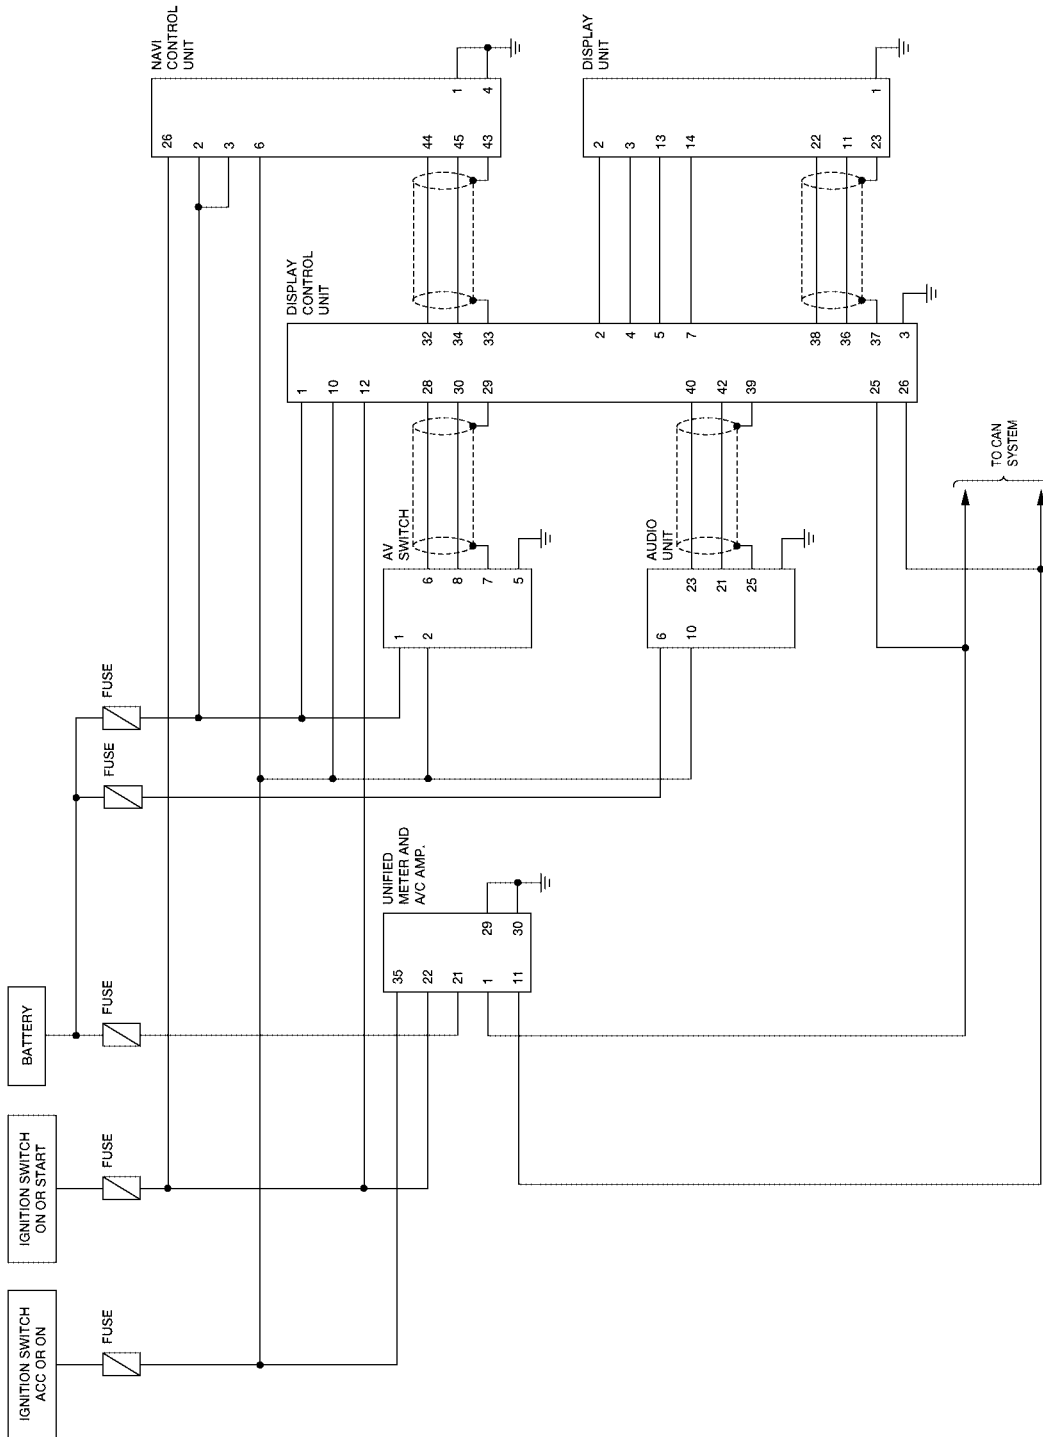 IGNITION SWITCH
ACC OR ON
IGNITION SWITCH
ON OR START
BATTERY
FUSE
FUSE
FUSE
FUSE
FUSE
UNIFIED
METER AND
A/C AMP.
35
22
21
1
11
29
30
AV
SWITCH
1
2
6
8
7
5
AUDIO
UNIT
6
10
23
21
25
DISPLAY
CONTROL
UNIT
1
10
12
28
30
29
40
42
39
25
26
32
34
33
2
4
5
7
38
36
37
3
NAVI
CONTROL
UNIT
26
2
3
6
44
45
43
1
4
DISPLAY
UNIT
2
3
13
14
22
11
23
1
TO CAN
SYSTEM